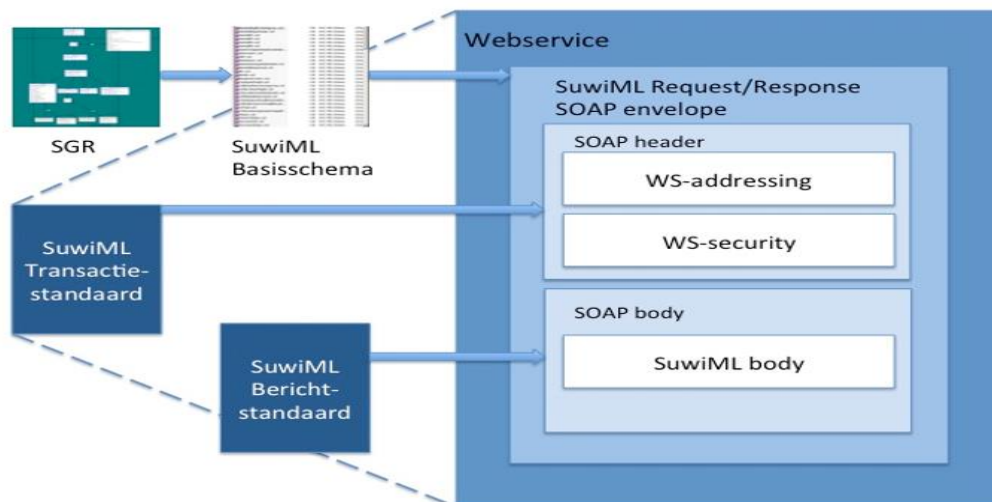 Webservice
SGR
SuwiML
Basisschema
SuwiML Request/Response
SOAP envelope
SOAP header
WS-addressing
WS-security
SuwiML
Transactie-
standaard
SOAP body
SuwiML body
SuwiML
Bericht-
standaard